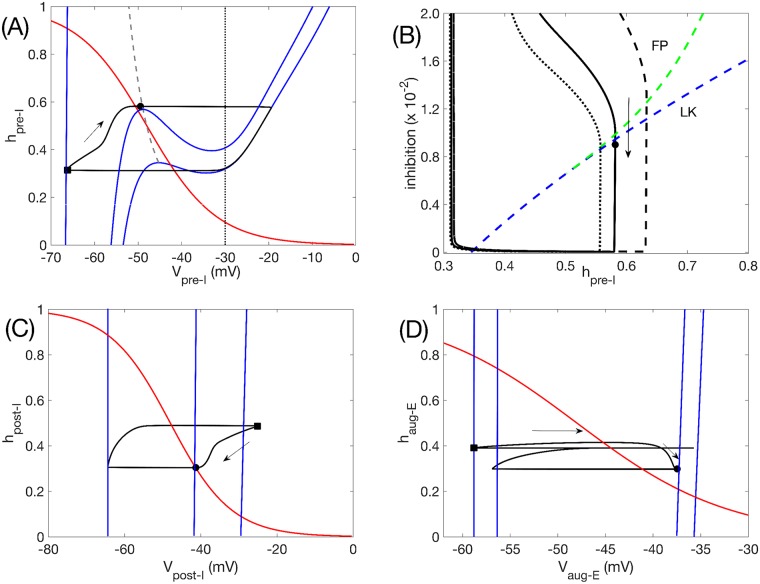 (A)
h_pre-I
1
0.8
0.6
0.4
0.2
0
-70 -60 -50 -40 -30 -20 -10 0
V_pre-I (mV)
(B)
inhibition (x 10^-2)
2.0
1.6
1.2
0.8
0.4
0
FP
LK
0.3 0.4 0.5 0.6 0.7 0.8
h_pre-I
(C)
h_post-I
1
0.8
0.6
0.4
0.2
0
-80 -60 -40 -20 0
V_post-I (mV)
(D)
h_aug-E
1
0.8
0.6
0.4
0.2
0
-60 -55 -50 -45 -40 -35 -30
V_aug-E (mV)